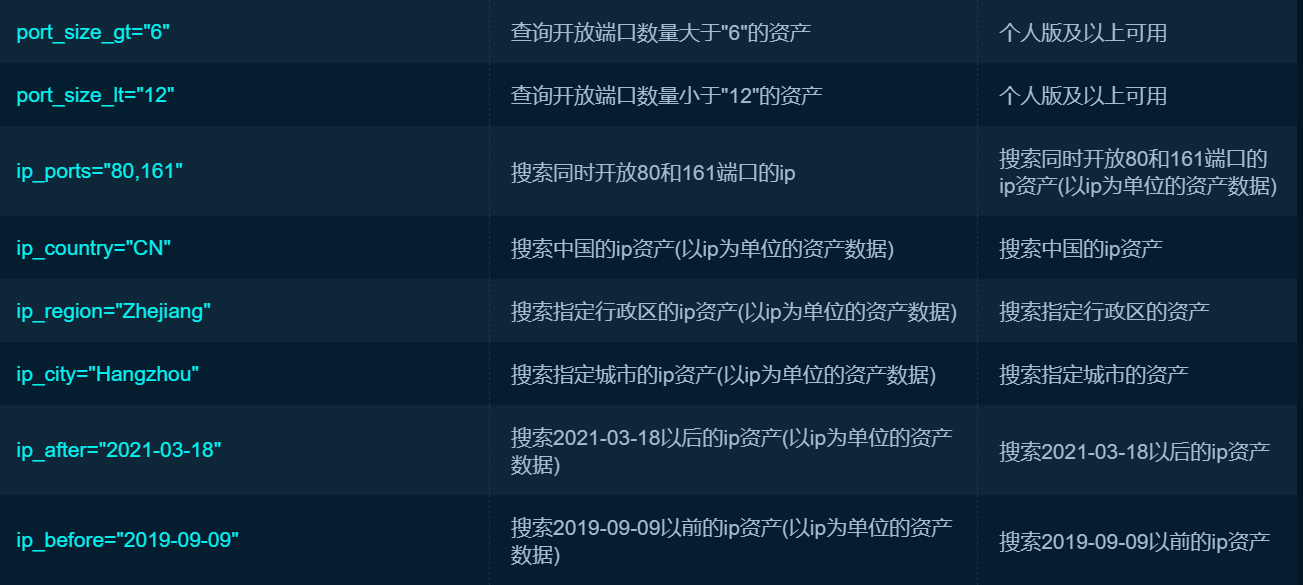 port_size_gt="6"
查询开放端口数量大于"6"的资产
个人版及以上可用
port_size_lt="12"
查询开放端口数量小于"12"的资产
个人版及以上可用
ip_ports="80,161"
搜索同时开放80和161端口的ip
搜索同时开放80和161端口的
ip资产(以ip为单位的资产数据)
ip_country="CN"
搜索中国的ip资产(以ip为单位的资产数据)
搜索中国的ip资产
ip_region="Zhejiang"
搜索指定行政区的ip资产(以ip为单位的资产数据)
搜索指定行政区的资产
ip_city="Hangzhou"
搜索指定城市的ip资产(以ip为单位的资产数据)
搜索指定城市的资产
ip_after="2021-03-18"
搜索2021-03-18以后的ip资产(以ip为单位的资产
数据)
搜索2021-03-18以后的ip资产
ip_before="2019-09-09"
搜索2019-09-09以前的ip资产(以ip为单位的资产
数据)
搜索2019-09-09以前的ip资产